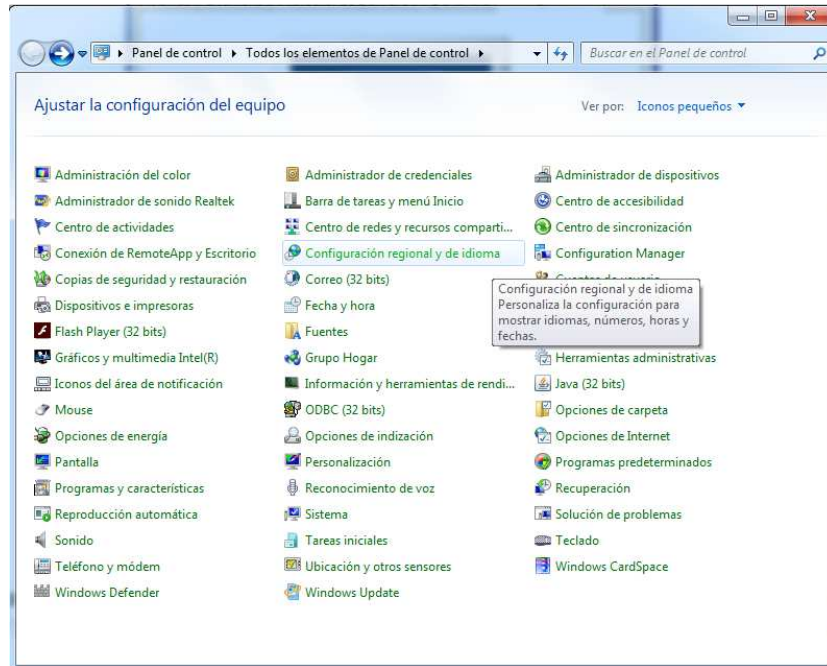 Panel de control Todos los elementos de Panel de control Buscar en el Panel de control
Ajustar la configuración del equipo Ver por: Iconos pequeños
Administración del color Administrador de credenciales Administrador de dispositivos
Administrador de sonido Realtek Barra de tareas y menú Inicio Centro de accesibilidad
Centro de actividades Centro de redes y recursos comparti... Centro de sincronización
Conexión de RemoteApp y Escritorio Configuración regional y de idioma Configuration Manager
Copias de seguridad y restauración Correo (32 bits)
Configuración regional y de idioma
Personaliza la configuración para
mostrar idiomas, números, horas y
fechas.
Dispositivos e impresoras Fecha y hora
Flash Player (32 bits) Fuentes
Gráficos y multimedia Intel(R) Grupo Hogar Herramientas administrativas
Iconos del área de notificación Información y herramientas de rendi... Java (32 bits)
Mouse ODBC (32 bits) Opciones de carpeta
Opciones de energía Opciones de indización Opciones de Internet
Pantalla Personalización Programas predeterminados
Programas y características Reconocimiento de voz Recuperación
Reproducción automática Sistema Solución de problemas
Sonido Tareas iniciales Teclado
Teléfono y módem Ubicación y otros sensores Windows CardSpace
Windows Defender Windows Update